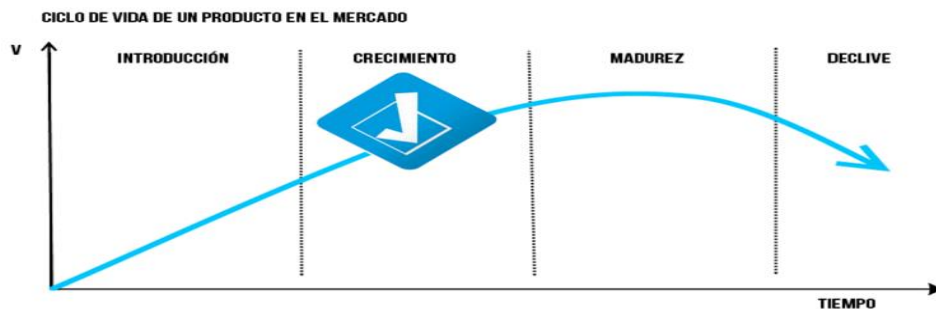 CICLO DE VIDA DE UN PRODUCTO EN EL MERCADO
V
INTRODUCCIÓN CRECIMIENTO MADUREZ DECLIVE
TIEMPO